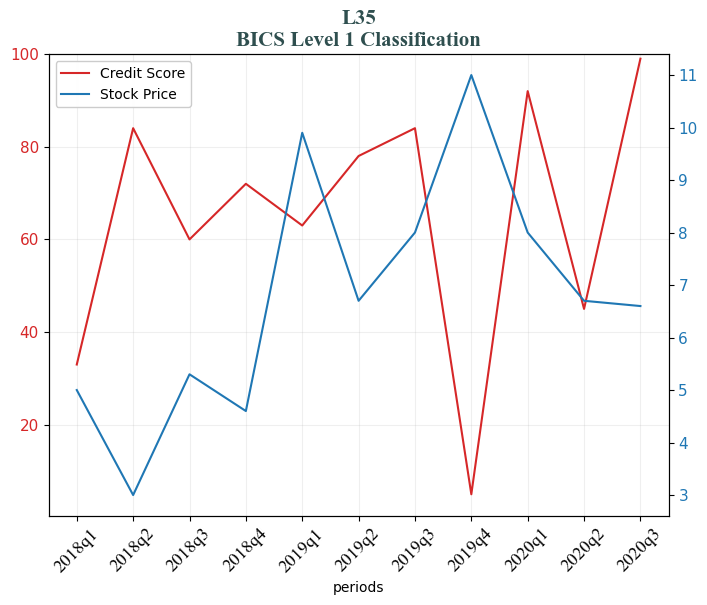 L35
BICS Level 1 Classification
Credit Score
Stock Price
100
80
60
40
20
11
10
9
8
7
6
5
4
3
2018q1
2018q2
2018q3
2018q4
2019q1
2019q2
2019q3
2019q4
2020q1
2020q2
2020q3
periods